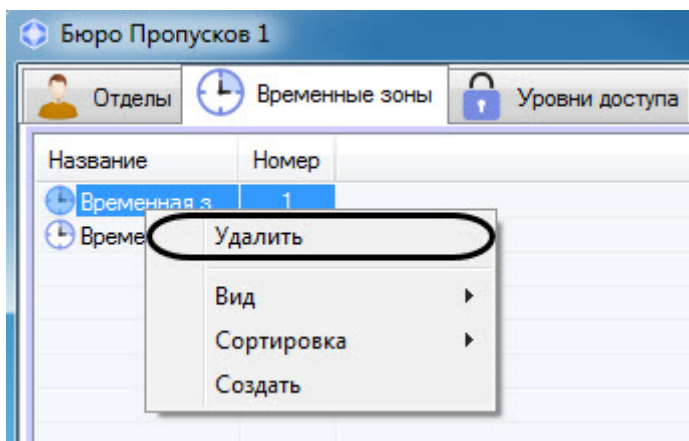 Бюро Пропусков 1
Отделы Временные зоны Уровни доступа
Название Номер
Временная з... 1
Време
Удалить
Вид
Сортировка
Создать